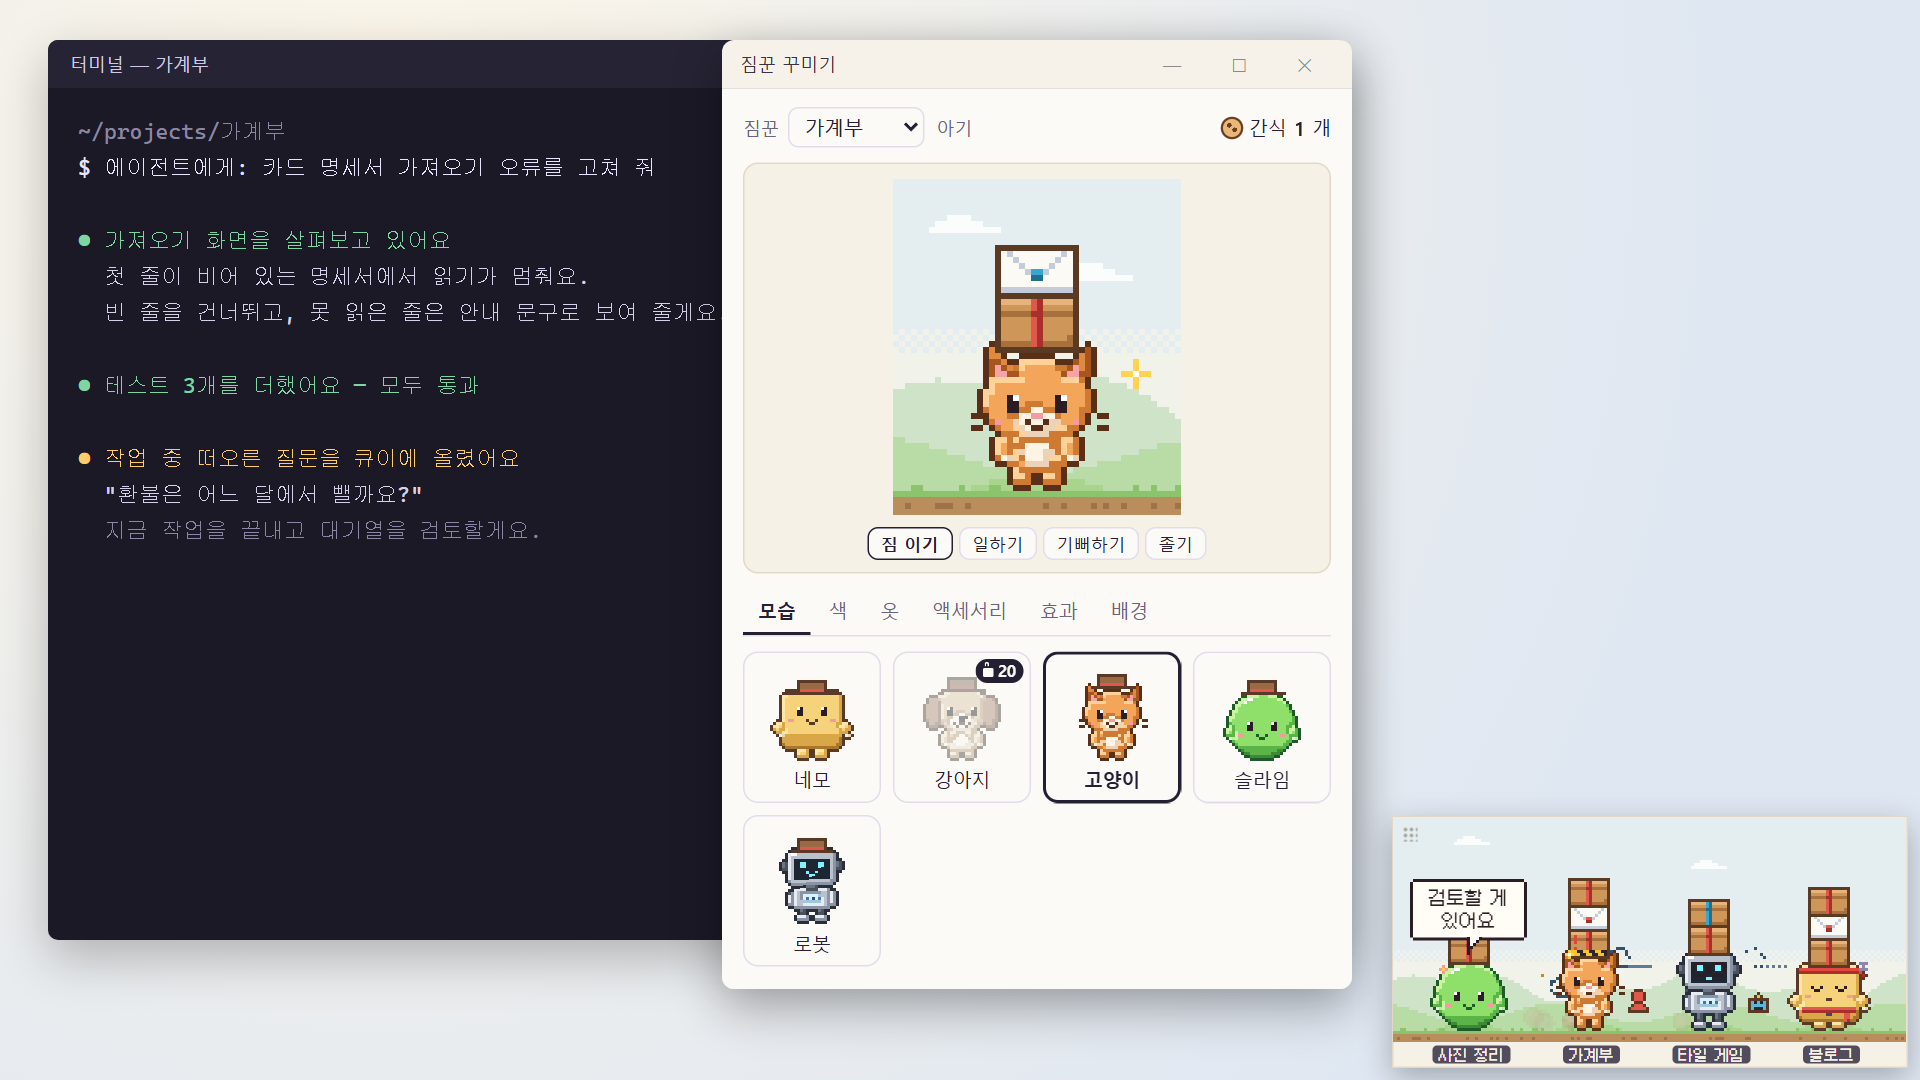 터미널 — 가계부
~/projects/가계부
$ 에이전트에게: 카드 명세서 가져오기 오류를 고쳐 줘
● 가져오기 화면을 살펴보고 있어요
첫 줄이 비어 있는 명세서에서 읽기가 멈춰요.
빈 줄을 건너뛰고, 못 읽은 줄은 안내 문구로 보여 줄게요.
● 테스트 3개를 더했어요 — 모두 통과
● 작업 중 떠오른 질문을 큐이에 올렸어요
"환불은 어느 달에서 뺄까요?"
지금 작업을 끝내고 대기열을 검토할게요.
짐꾼 꾸미기
짐꾼 가계부 아기
간식 1 개
짐 이기 일하기 기뻐하기 졸기
모습 색 옷 액세서리 효과 배경
20
네모 강아지 고양이 슬라임
로봇
검토할 게
있어요
사진 정리 가계부 타일 게임 블로그